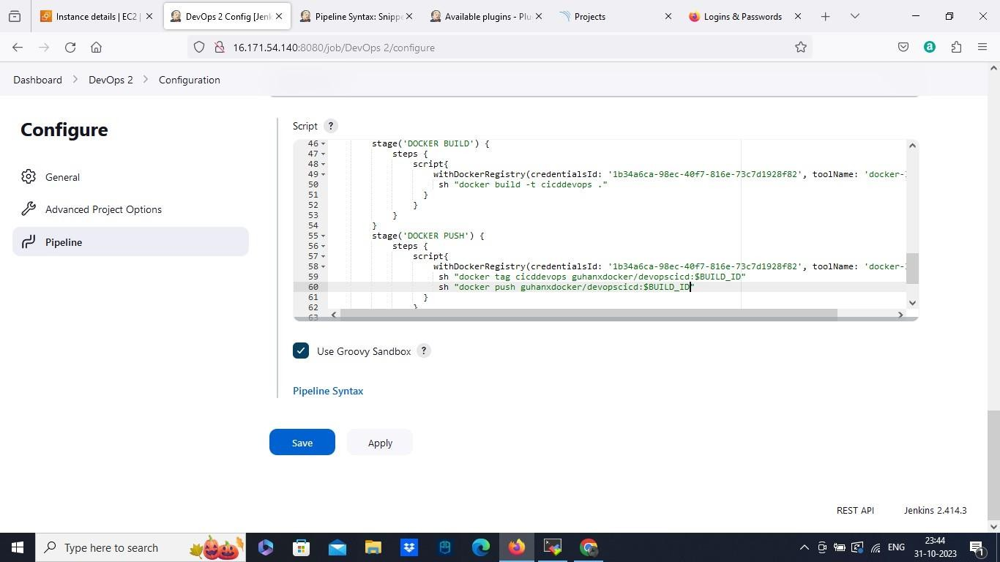 Instance details | EC2 |
DevOps 2 Config [Jen
Pipeline Syntax: Snippe
Available plugins - Plu
Projects
Logins & Passwords
16.171.54.140:8080/job/DevOps 2/configure
Dashboard
DevOps 2
Configuration
Configure
General
Advanced Project Options
Pipeline
Script ?
46 stage('DOCKER BUILD') {
47 steps {
48 script{
49 withDockerRegistry(credentialsId: '1b34a6ca-98ec-40f7-816e-73c7d1928f82', toolName: 'docker-
50 sh "docker build -t cicddevops ."
51 }
52 }
53 }
54 }
55 stage('DOCKER PUSH') {
56 steps {
57 script{
58 withDockerRegistry(credentialsId: '1b34a6ca-98ec-40f7-816e-73c7d1928f82', toolName: 'docker-
59 sh "docker tag cicddevops guhanxdocker/devopscicd:$BUILD_ID"
60 sh "docker push guhanxdocker/devopscicd:$BUILD_ID"
61 }
62 }
63
Use Groovy Sandbox ?
Pipeline Syntax
Save
Apply
REST API
Jenkins 2.414.3
Type here to search
ENG
23:44
31-10-2023
1